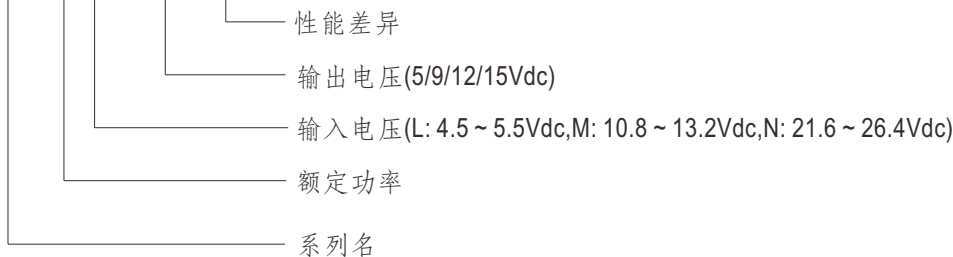 性能差异
输出电压(5/9/12/15Vdc)
输入电压(L: 4.5 ~ 5.5Vdc,M: 10.8 ~ 13.2Vdc,N: 21.6 ~ 26.4Vdc)
额定功率
系列名